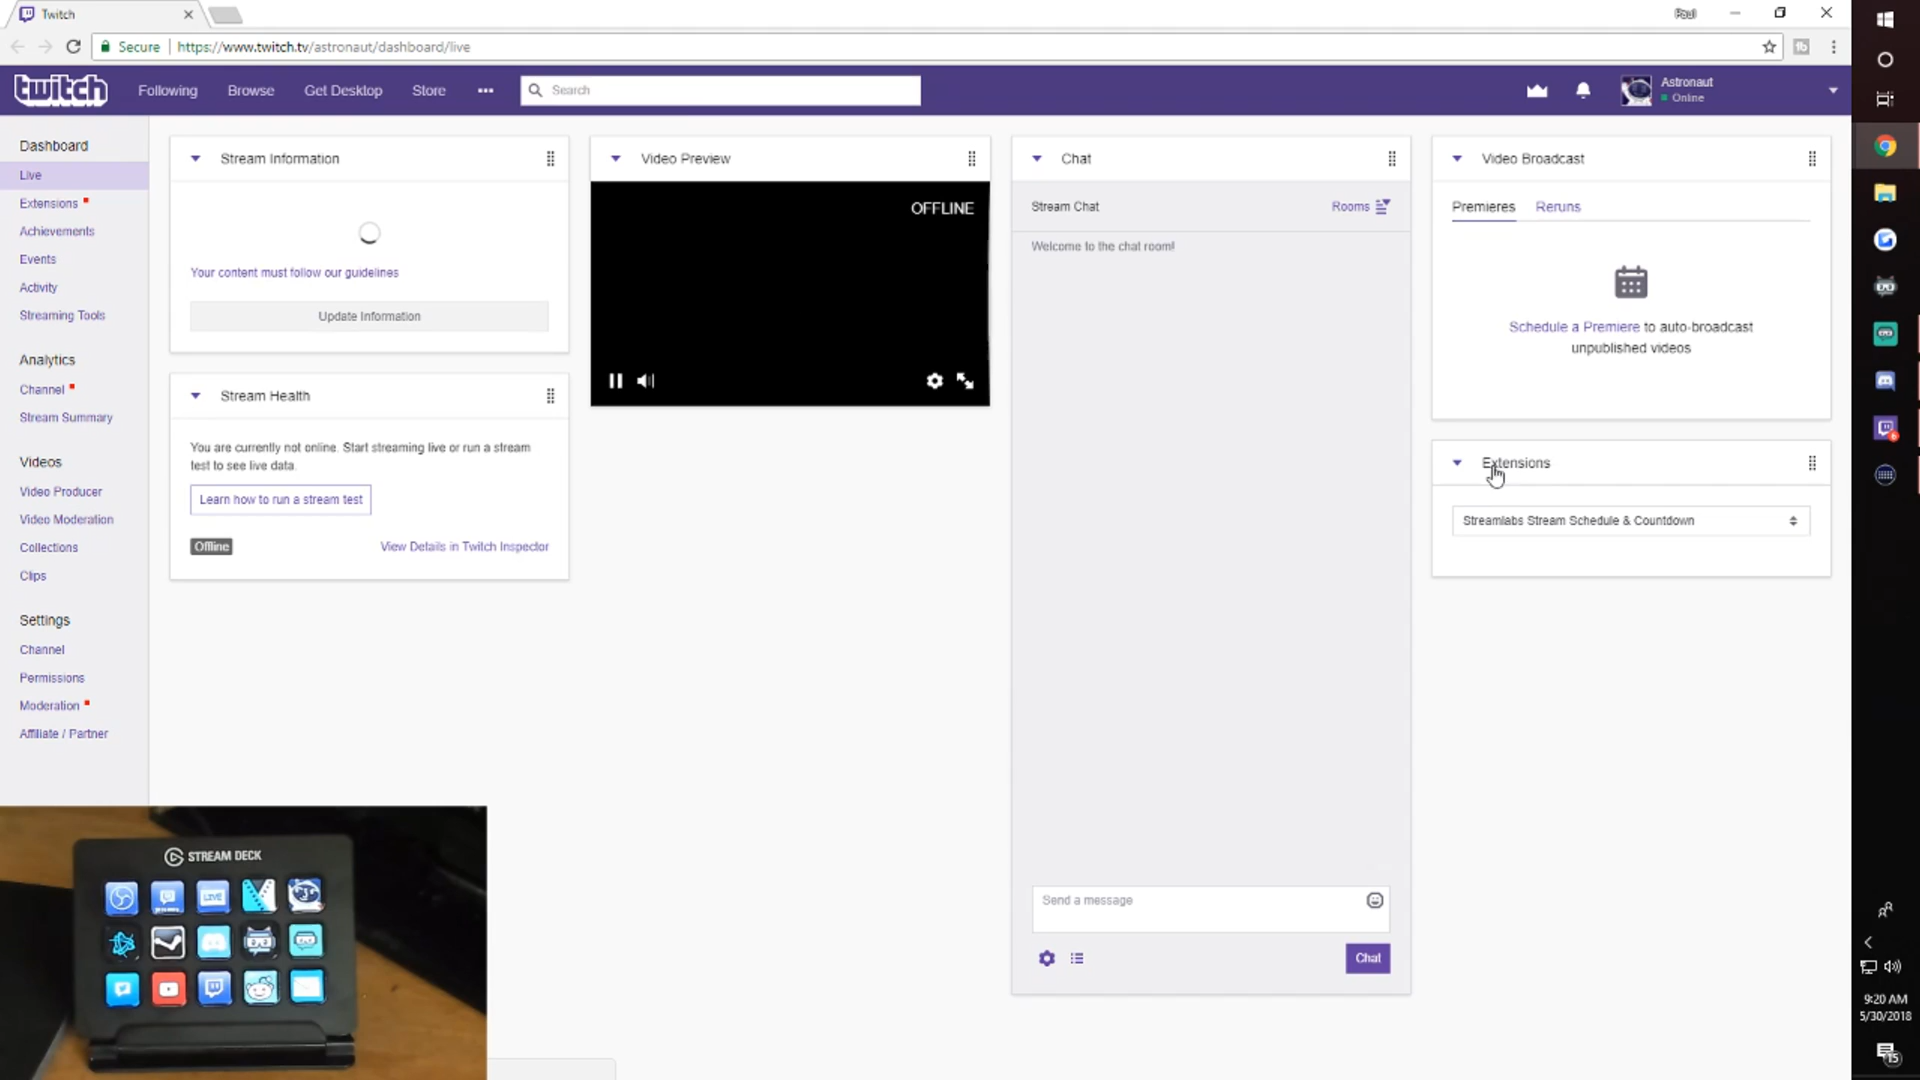 Twitch
Paul
Secure
https://www.twitch.tv/astronaut/dashboard/live
twitch
Following
Browse
Get Desktop
Store
Search
Astronaut
Online
Dashboard
Live
Extensions
Achievements
Events
Activity
Streaming Tools
Analytics
Channel
Stream Summary
Videos
Video Producer
Video Moderation
Collections
Clips
Settings
Channel
Permissions
Moderation
Affiliate / Partner
Stream Information
Your content must follow our guidelines
Update Information
Stream Health
You are currently not online. Start streaming live or run a stream
test to see live data.
Learn how to run a stream test
Offline
View Details in Twitch Inspector
Video Preview
OFFLINE
Chat
Stream Chat
Rooms
Welcome to the chat room!
Send a message
Chat
Video Broadcast
Premieres
Reruns
Schedule a Premiere to auto-broadcast
unpublished videos
Extensions
Streamlabs Stream Schedule & Countdown
STREAM DECK
LIVE
9:20 AM
5/30/2018
15